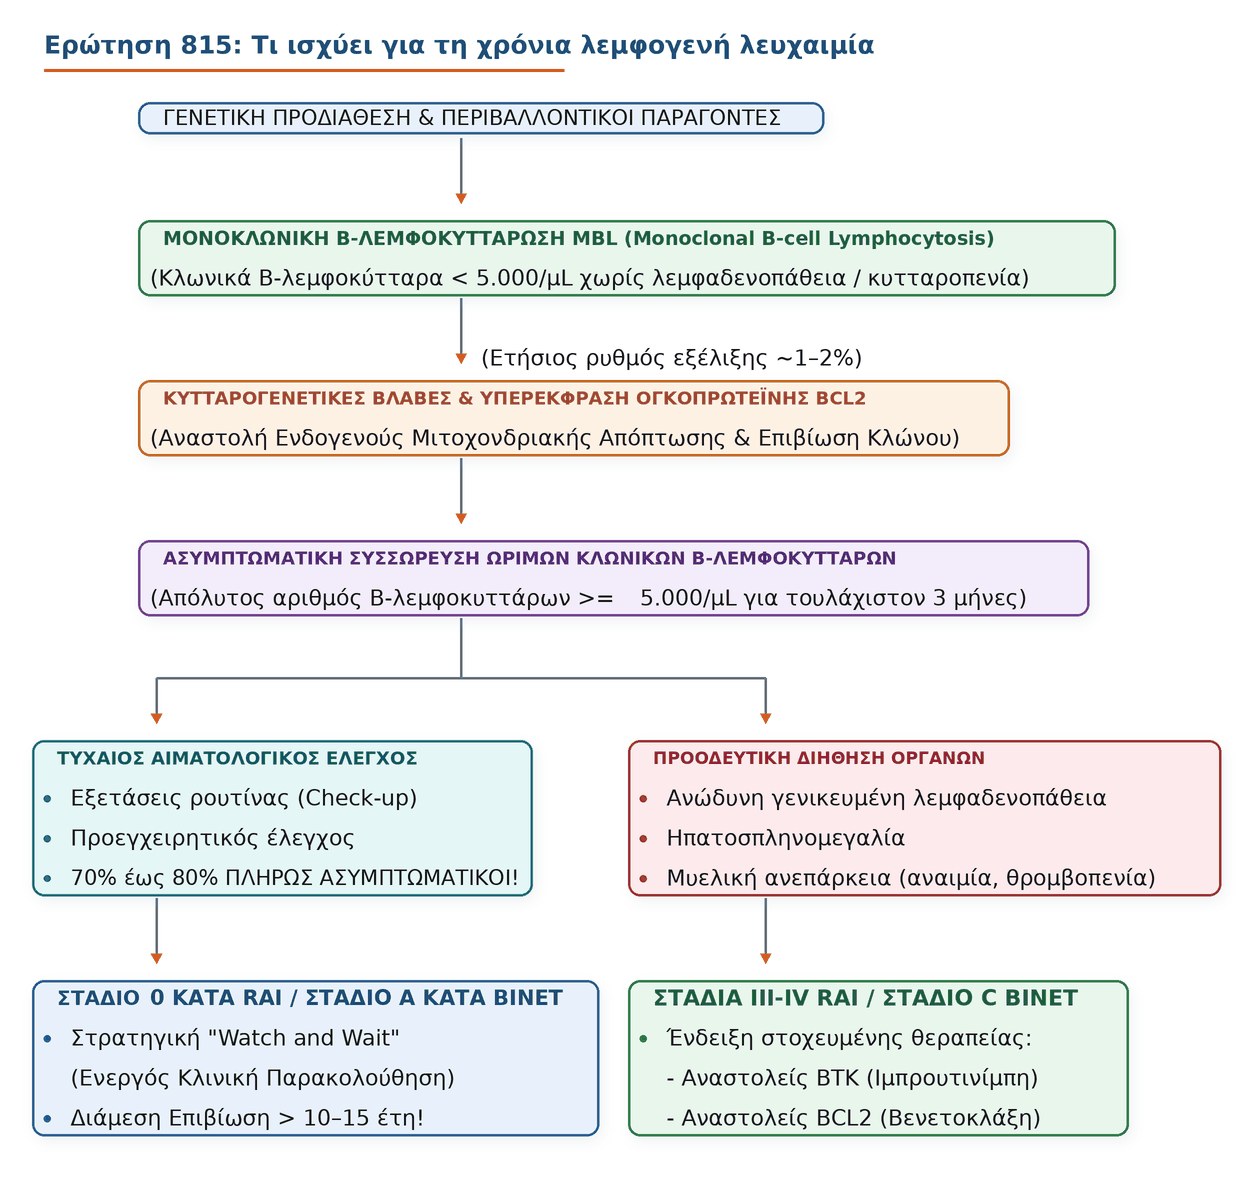 Ερώτηση 815: Τι ισχύει για τη χρόνια λεμφογενή λευχαιμία
ΓΕΝΕΤΙΚΗ ΠΡΟΔΙΑΘΕΣΗ & ΠΕΡΙΒΑΛΛΟΝΤΙΚΟΙ ΠΑΡΑΓΟΝΤΕΣ
ΜΟΝΟΚΛΩΝΙΚΗ Β-ΛΕΜΦΟΚΥΤΤΑΡΩΣΗ MBL (Monoclonal B-cell Lymphocytosis)
(Κλωνικά Β-λεμφοκύτταρα < 5.000/μL χωρίς λεμφαδενοπάθεια / κυτταροπενία)
(Ετήσιος ρυθμός εξέλιξης ~1–2%)
ΚΥΤΤΑΡΟΓΕΝΕΤΙΚΕΣ ΒΛΑΒΕΣ & ΥΠΕΡΕΚΦΡΑΣΗ ΟΓΚΟΠΡΩΤΕΪΝΗΣ BCL2
(Αναστολή Ενδογενούς Μιτοχονδριακής Απόπτωσης & Επιβίωση Κλώνου)
ΑΣΥΜΠΤΩΜΑΤΙΚΗ ΣΥΣΣΩΡΕΥΣΗ ΩΡΙΜΩΝ ΚΛΩΝΙΚΩΝ Β-ΛΕΜΦΟΚΥΤΤΑΡΩΝ
(Απόλυτος αριθμός Β-λεμφοκυττάρων >= 5.000/μL για τουλάχιστον 3 μήνες)
ΤΥΧΑΙΟΣ ΑΙΜΑΤΟΛΟΓΙΚΟΣ ΕΛΕΓΧΟΣ
• Εξετάσεις ρουτίνας (Check-up)
• Προεγχειρητικός έλεγχος
• 70% έως 80% ΠΛΗΡΩΣ ΑΣΥΜΠΤΩΜΑΤΙΚΟΙ!
ΠΡΟΟΔΕΥΤΙΚΗ ΔΙΗΘΗΣΗ ΟΡΓΑΝΩΝ
• Ανώδυνη γενικευμένη λεμφαδενοπάθεια
• Ηπατοσπληνομεγαλία
• Μυελική ανεπάρκεια (αναιμία, θρομβοπενία)
ΣΤΑΔΙΟ 0 ΚΑΤΑ RAI / ΣΤΑΔΙΟ Α ΚΑΤΑ BINET
• Στρατηγική "Watch and Wait"
(Ενεργός Κλινική Παρακολούθηση)
• Διάμεση Επιβίωση > 10–15 έτη!
ΣΤΑΔΙΑ III-IV RAI / ΣΤΑΔΙΟ C BINET
• Ένδειξη στοχευμένης θεραπείας:
- Αναστολείς BTK (Ιμπρουτινίμπη)
- Αναστολείς BCL2 (Βενετοκλάξη)